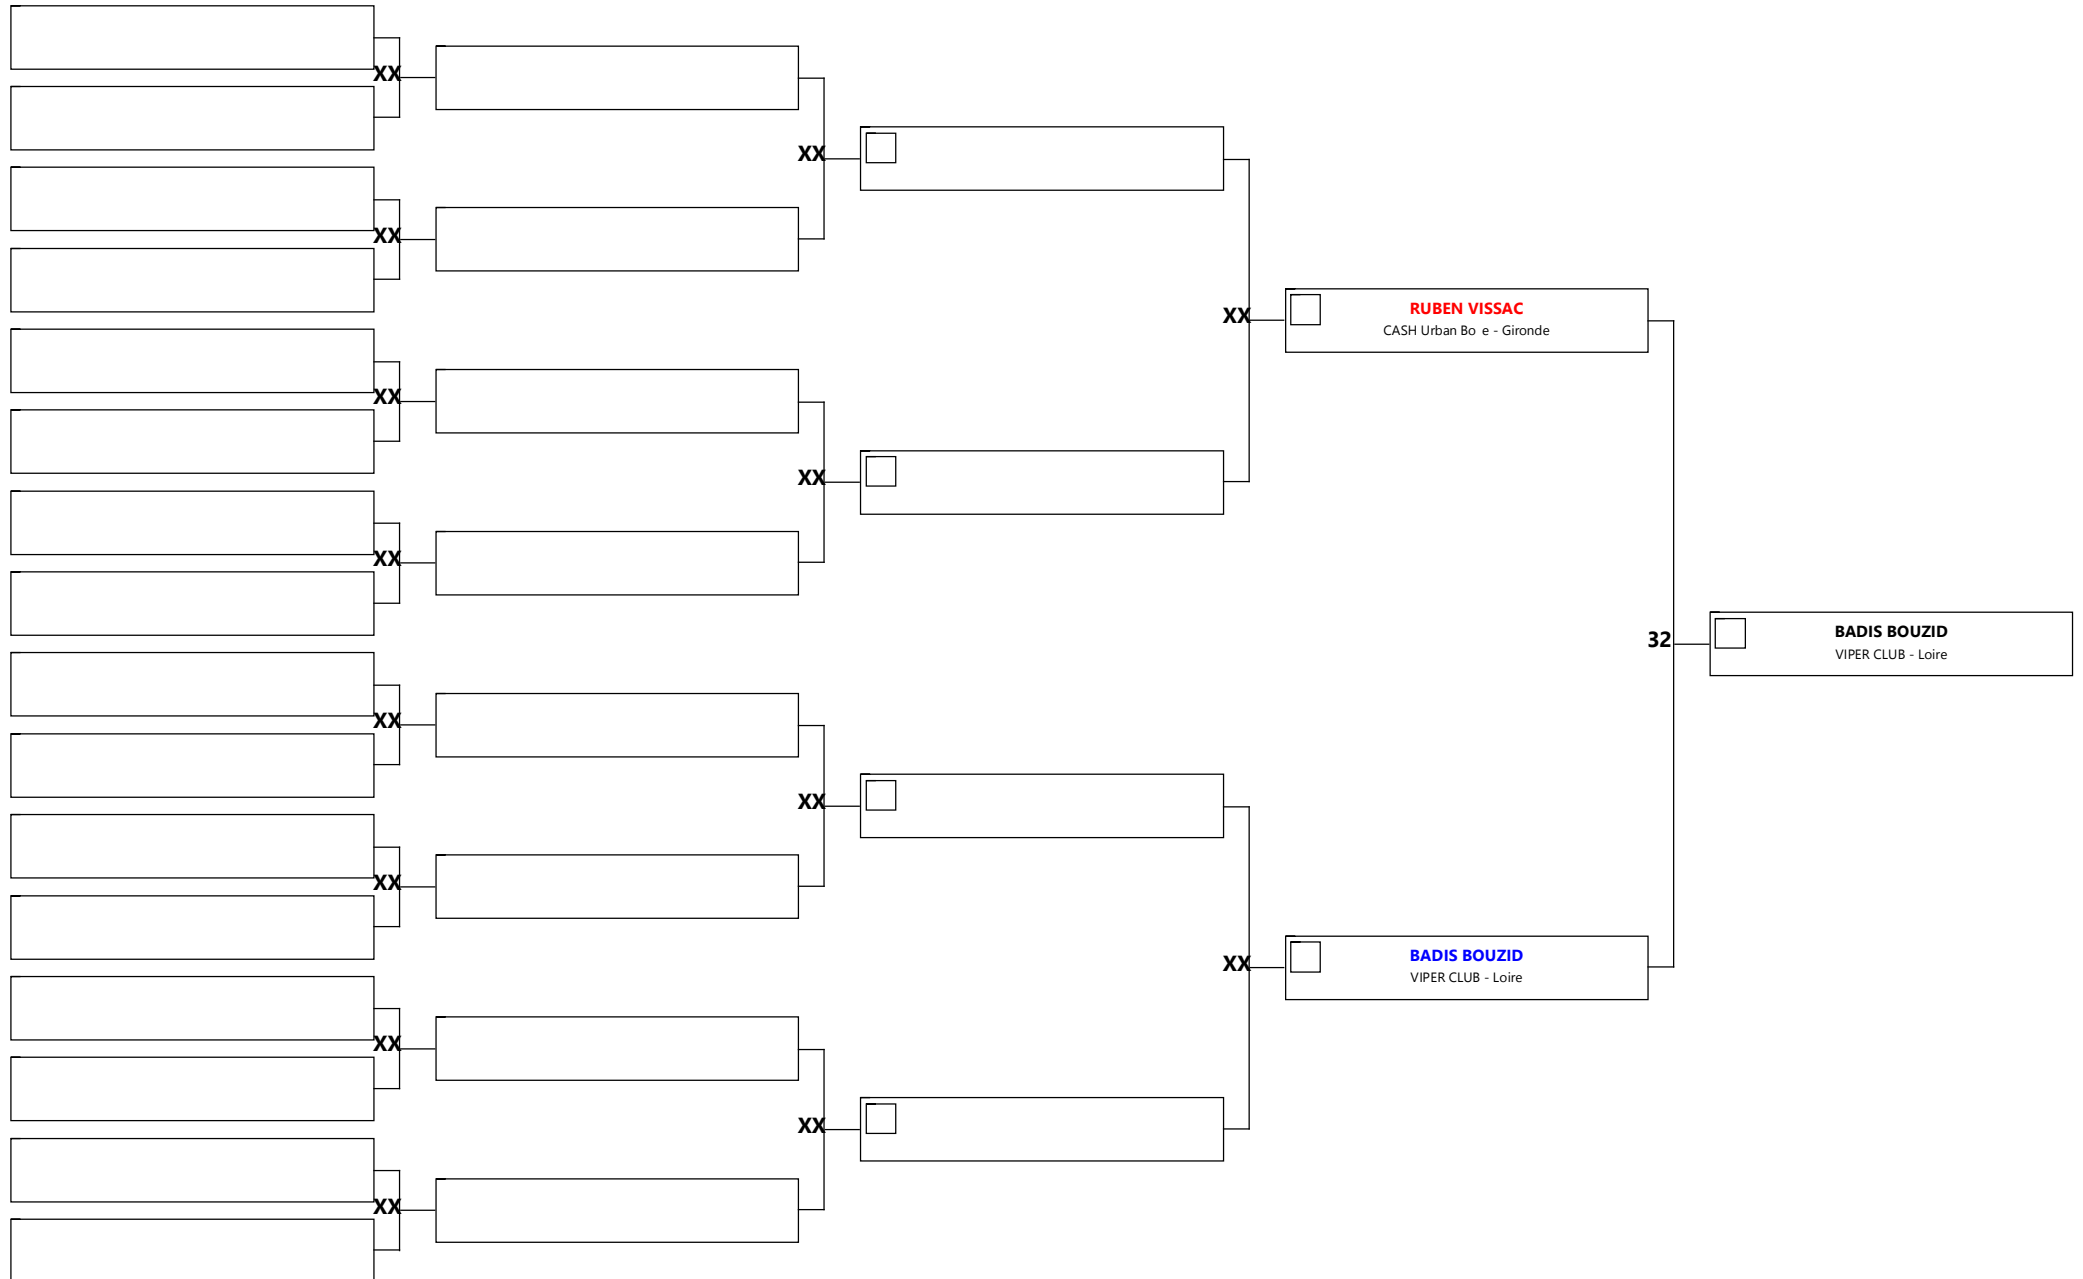 XX
XX
XX
XX
XX
XX
XX
XX
XX
XX
XX
XX
XX
RUBEN VISSAC
CASH Urban Bo e - Gironde
XX
BADIS BOUZID
VIPER CLUB - Loire
32
BADIS BOUZID
VIPER CLUB - Loire